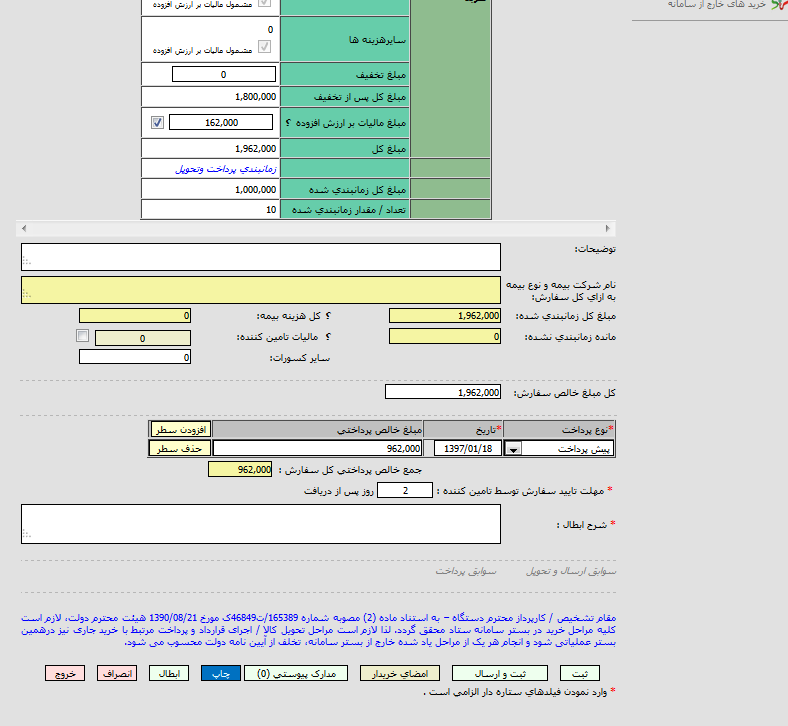 خرید های خارج از سامانه
مشمول مالیات بر ارزش افزوده
سایرهزینه ها
0
مشمول مالیات بر ارزش افزوده
مبلغ تخفیف
0
مبلغ کل پس از تخفیف
1,800,000
مبلغ مالیات بر ارزش افزوده ؟
162,000
مبلغ کل
1,962,000
زمانبندي پرداخت وتحویل
مبلغ کل زمانبندي شده
1,000,000
تعداد / مقدار زمانبندي شده
10
توضیحات:
نام شرکت بیمه و نوع بیمه
به ازاي کل سفارش:
مبلغ کل زمانبندي شده: 1,962,000 ؟ کل هزینه بیمه: 0
مانده زمانبندي نشده: 0 ؟ مالیات تامین کننده: 0
سایر کسورات: 0
کل مبلغ خالص سفارش: 1,962,000
*نوع پرداخت *تاریخ مبلغ خالص پرداختی افزودن سطر
پیش پرداخت 1397/01/18 962,000 حذف سطر
جمع خالص پرداختی کل سفارش : 962,000
* مهلت تایید سفارش توسط تامین کننده : 2 روز پس از دریافت
* شرح ابطال :
سوابق ارسال و تحویل سوابق پرداخت
مقام تشخیص / کارپرداز محترم دستگاه – به استناد ماده (2) مصوبه شماره 165389/ت46849ک مورخ 1390/08/21 هیئت محترم دولت، لازم است
کلیه مراحل خرید در بستر سامانه ستاد محقق گردد. لذا لازم است مراحل تحویل کالا / اجرای قرارداد و پرداخت مرتبط با خرید جاری نیز درهمین
بستر عملیاتی شود و انجام هر یک از مراحل یاد شده خارج از بستر سامانه، تخلف از آیین نامه دولت محسوب می شود.
ثبت ثبت و ارسال امضاي خریدار مدارک پیوستی (0) چاپ ابطال انصراف خروج
* وارد نمودن فیلدهاي ستاره دار الزامی است .